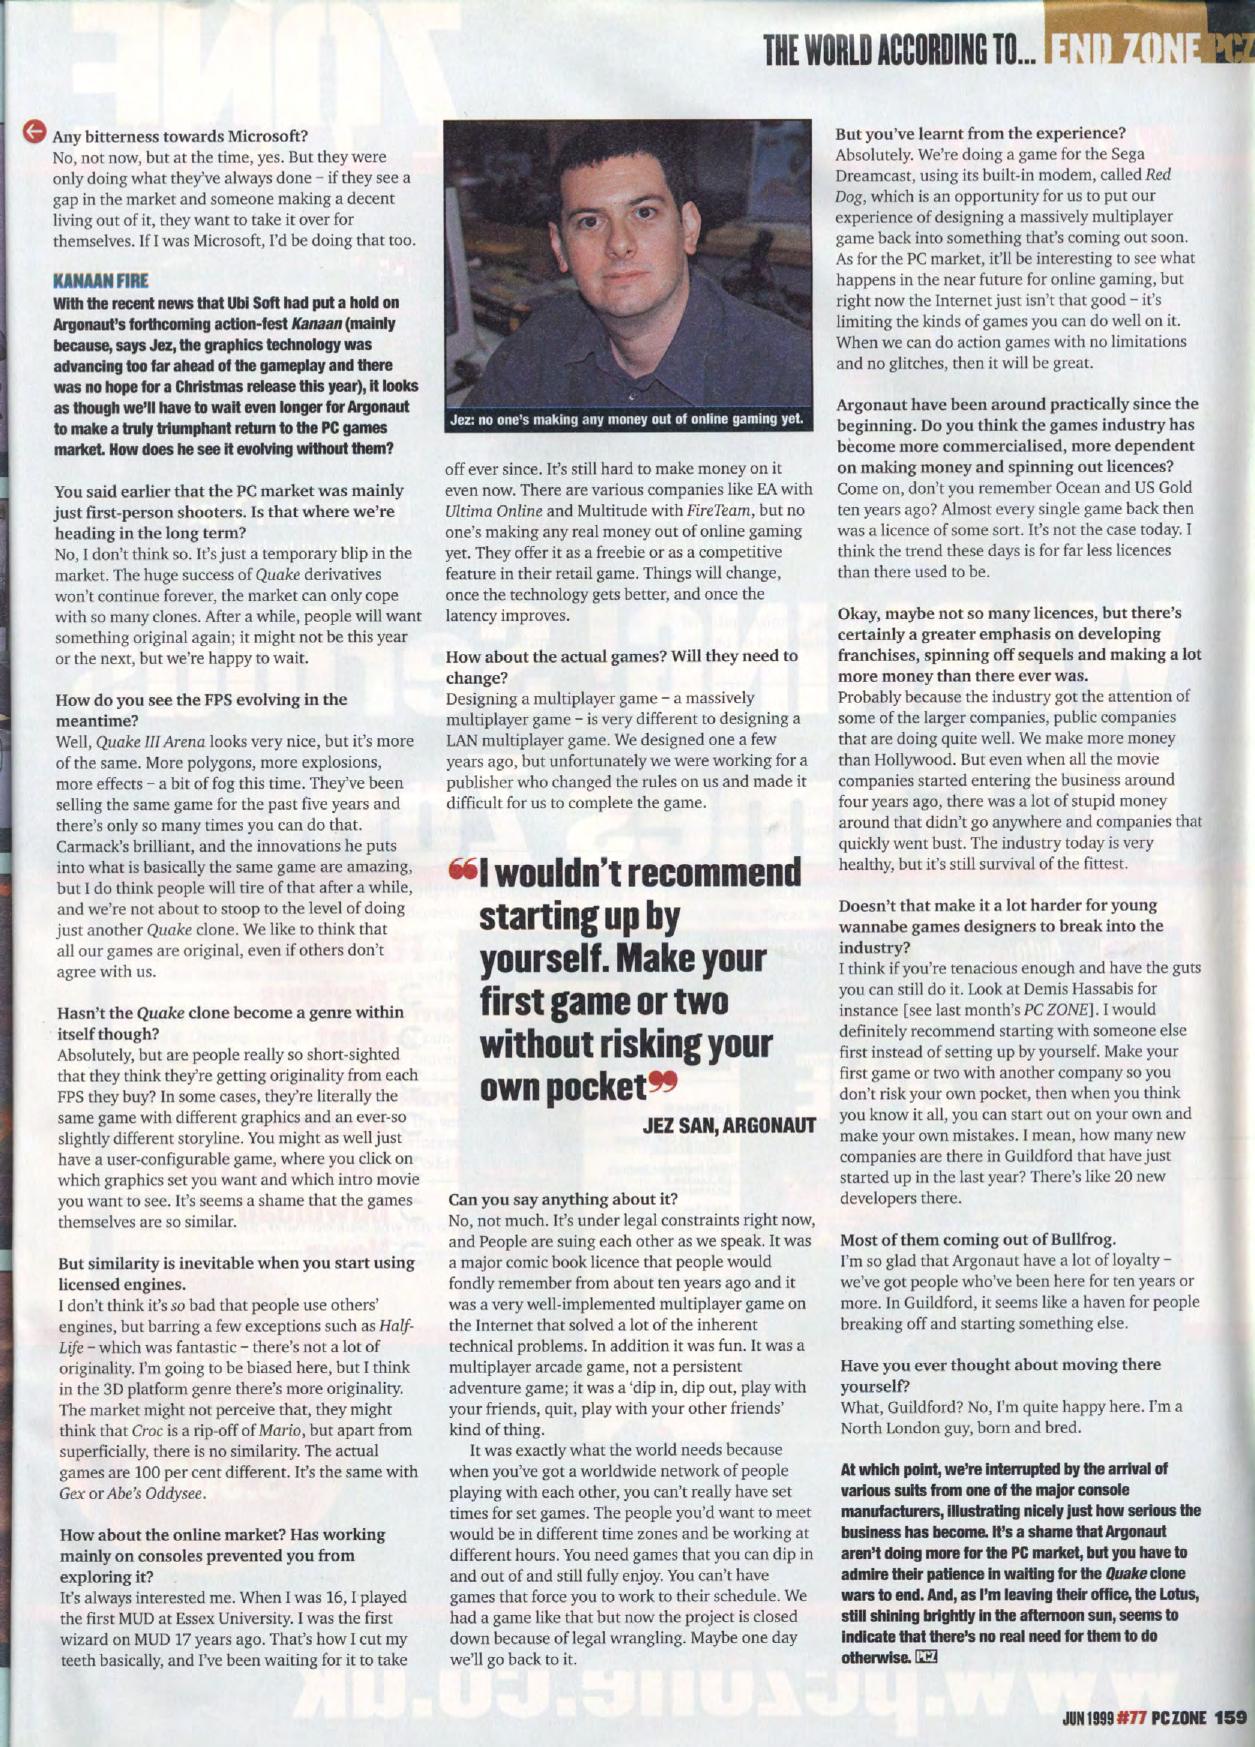 THE WORLD ACCORDING TO... END ZONE PCZ
Any bitterness towards Microsoft?
No, not now, but at the time, yes. But they were
only doing what they've always done – if they see a
gap in the market and someone making a decent
living out of it, they want to take it over for
themselves. If I was Microsoft, I'd be doing that too.
KANAAN FIRE
With the recent news that Ubi Soft had put a hold on
Argonaut's forthcoming action-fest Kanaan (mainly
because, says Jez, the graphics technology was
advancing too far ahead of the gameplay and there
was no hope for a Christmas release this year), it looks
as though we'll have to wait even longer for Argonaut
to make a truly triumphant return to the PC games
market. How does he see it evolving without them?
You said earlier that the PC market was mainly
just first-person shooters. Is that where we're
heading in the long term?
No, I don't think so. It's just a temporary blip in the
market. The huge success of Quake derivatives
won't continue forever, the market can only cope
with so many clones. After a while, people will want
something original again; it might not be this year
or the next, but we're happy to wait.
How do you see the FPS evolving in the
meantime?
Well, Quake III Arena looks very nice, but it's more
of the same. More polygons, more explosions,
more effects – a bit of fog this time. They've been
selling the same game for the past five years and
there's only so many times you can do that.
Carmack's brilliant, and the innovations he puts
into what is basically the same game are amazing,
but I do think people will tire of that after a while,
and we're not about to stoop to the level of doing
just another Quake clone. We like to think that
all our games are original, even if others don't
agree with us.
Hasn't the Quake clone become a genre within
itself though?
Absolutely, but are people really so short-sighted
that they think they're getting originality from each
FPS they buy? In some cases, they're literally the
same game with different graphics and an ever-so
slightly different storyline. You might as well just
have a user-configurable game, where you click on
which graphics set you want and which intro movie
you want to see. It's seems a shame that the games
themselves are so similar.
But similarity is inevitable when you start using
licensed engines.
I don't think it's so bad that people use others'
engines, but barring a few exceptions such as Half-
Life – which was fantastic – there's not a lot of
originality. I'm going to be biased here, but I think
in the 3D platform genre there's more originality.
The market might not perceive that, they might
think that Croc is a rip-off of Mario, but apart from
superficially, there is no similarity. The actual
games are 100 per cent different. It's the same with
Gex or Abe's Oddysee.
How about the online market? Has working
mainly on consoles prevented you from
exploring it?
It's always interested me. When I was 16, I played
the first MUD at Essex University. I was the first
wizard on MUD 17 years ago. That's how I cut my
teeth basically, and I've been waiting for it to take
Jez: no one's making any money out of online gaming yet.
off ever since. It's still hard to make money on it
even now. There are various companies like EA with
Ultima Online and Multitude with FireTeam, but no
one's making any real money out of online gaming
yet. They offer it as a freebie or as a competitive
feature in their retail game. Things will change,
once the technology gets better, and once the
latency improves.
How about the actual games? Will they need to
change?
Designing a multiplayer game – a massively
multiplayer game – is very different to designing a
LAN multiplayer game. We designed one a few
years ago, but unfortunately we were working for a
publisher who changed the rules on us and made it
difficult for us to complete the game.
“I wouldn't recommend
starting up by
yourself. Make your
first game or two
without risking your
own pocket”
JEZ SAN, ARGONAUT
Can you say anything about it?
No, not much. It's under legal constraints right now,
and People are suing each other as we speak. It was
a major comic book licence that people would
fondly remember from about ten years ago and it
was a very well-implemented multiplayer game on
the Internet that solved a lot of the inherent
technical problems. In addition it was fun. It was a
multiplayer arcade game, not a persistent
adventure game; it was a 'dip in, dip out, play with
your friends, quit, play with your other friends'
kind of thing.
It was exactly what the world needs because
when you've got a worldwide network of people
playing with each other, you can't really have set
times for set games. The people you'd want to meet
would be in different time zones and be working at
different hours. You need games that you can dip in
and out of and still fully enjoy. You can't have
games that force you to work to their schedule. We
had a game like that but now the project is closed
down because of legal wrangling. Maybe one day
we'll go back to it.
But you've learnt from the experience?
Absolutely. We're doing a game for the Sega
Dreamcast, using its built-in modem, called Red
Dog, which is an opportunity for us to put our
experience of designing a massively multiplayer
game back into something that's coming out soon.
As for the PC market, it'll be interesting to see what
happens in the near future for online gaming, but
right now the Internet just isn't that good – it's
limiting the kinds of games you can do well on it.
When we can do action games with no limitations
and no glitches, then it will be great.
Argonaut have been around practically since the
beginning. Do you think the games industry has
become more commercialised, more dependent
on making money and spinning out licences?
Come on, don't you remember Ocean and US Gold
ten years ago? Almost every single game back then
was a licence of some sort. It's not the case today. I
think the trend these days is for far less licences
than there used to be.
Okay, maybe not so many licences, but there's
certainly a greater emphasis on developing
franchises, spinning off sequels and making a lot
more money than there ever was.
Probably because the industry got the attention of
some of the larger companies, public companies
that are doing quite well. We make more money
than Hollywood. But even when all the movie
companies started entering the business around
four years ago, there was a lot of stupid money
around that didn't go anywhere and companies that
quickly went bust. The industry today is very
healthy, but it's still survival of the fittest.
Doesn't that make it a lot harder for young
wannabe games designers to break into the
industry?
I think if you're tenacious enough and have the guts
you can still do it. Look at Demis Hassabis for
instance [see last month's PC ZONE]. I would
definitely recommend starting with someone else
first instead of setting up by yourself. Make your
first game or two with another company so you
don't risk your own pocket, then when you think
you know it all, you can start out on your own and
make your own mistakes. I mean, how many new
companies are there in Guildford that have just
started up in the last year? There's like 20 new
developers there.
Most of them coming out of Bullfrog.
I'm so glad that Argonaut have a lot of loyalty –
we've got people who've been here for ten years or
more. In Guildford, it seems like a haven for people
breaking off and starting something else.
Have you ever thought about moving there
yourself?
What, Guildford? No, I'm quite happy here. I'm a
North London guy, born and bred.
At which point, we're interrupted by the arrival of
various suits from one of the major console
manufacturers, illustrating nicely just how serious the
business has become. It's a shame that Argonaut
aren't doing more for the PC market, but you have to
admire their patience in waiting for the Quake clone
wars to end. And, as I'm leaving their office, the Lotus,
still shining brightly in the afternoon sun, seems to
indicate that there's no real need for them to do
otherwise. PCZ
JUN 1999 #77 PC ZONE 159